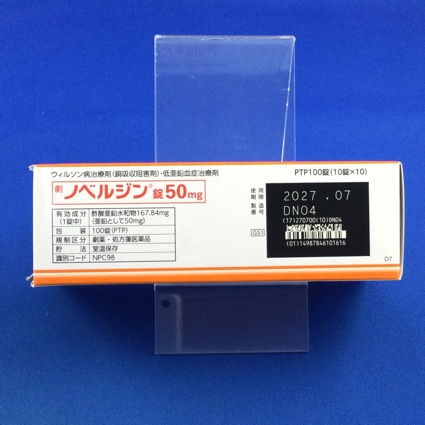 ウィルソン病治療剤(銅吸収阻害剤)・低亜鉛血症治療剤
PTP100錠(10錠×10)
劇 ノベルジン®錠50mg
有効成分(1錠中) 酢酸亜鉛水和物167.84mg(亜鉛として50mg)
包装 100錠(PTP)
規制区分 劇薬・処方箋医薬品
貯法 室温保存
識別コード NPC98
使用期限 2027.07
製造番号 DN04
(17)270700(10)DN04
GS1
(01)14987846101616
D7